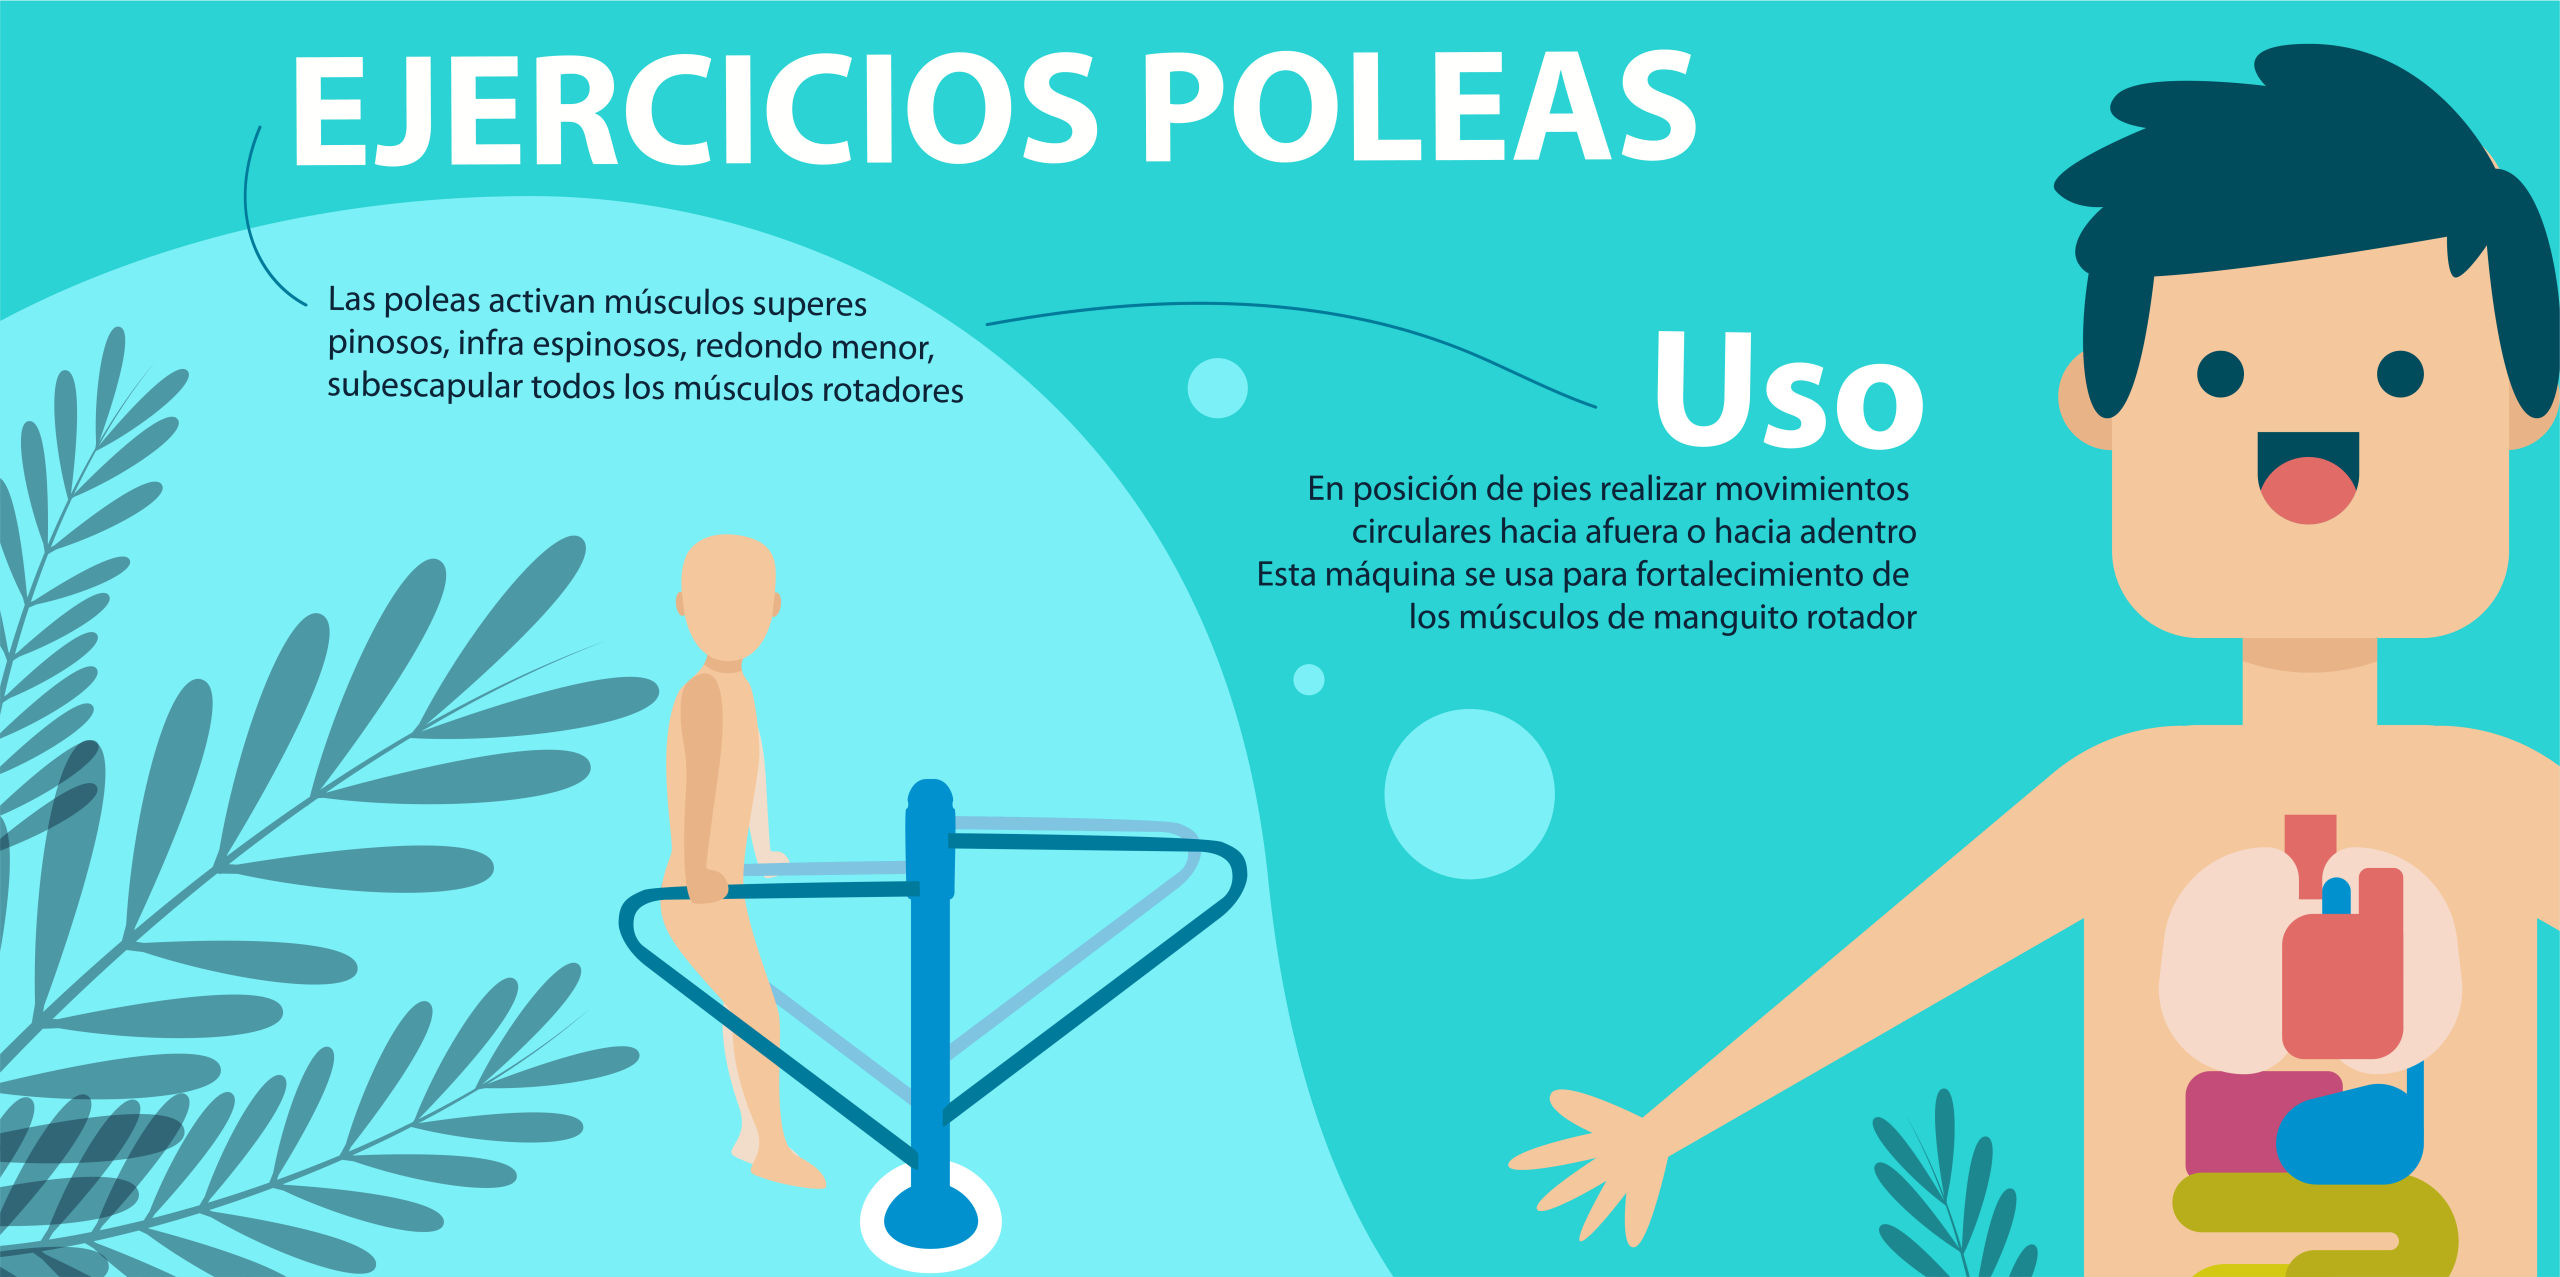 EJERCICIOS POLEAS
Las poleas activan músculos superes
pinosos, infra espinosos, redondo menor,
subescapular todos los músculos rotadores
Uso
En posición de pies realizar movimientos
circulares hacia afuera o hacia adentro
Esta máquina se usa para fortalecimiento de
los músculos de manguito rotador